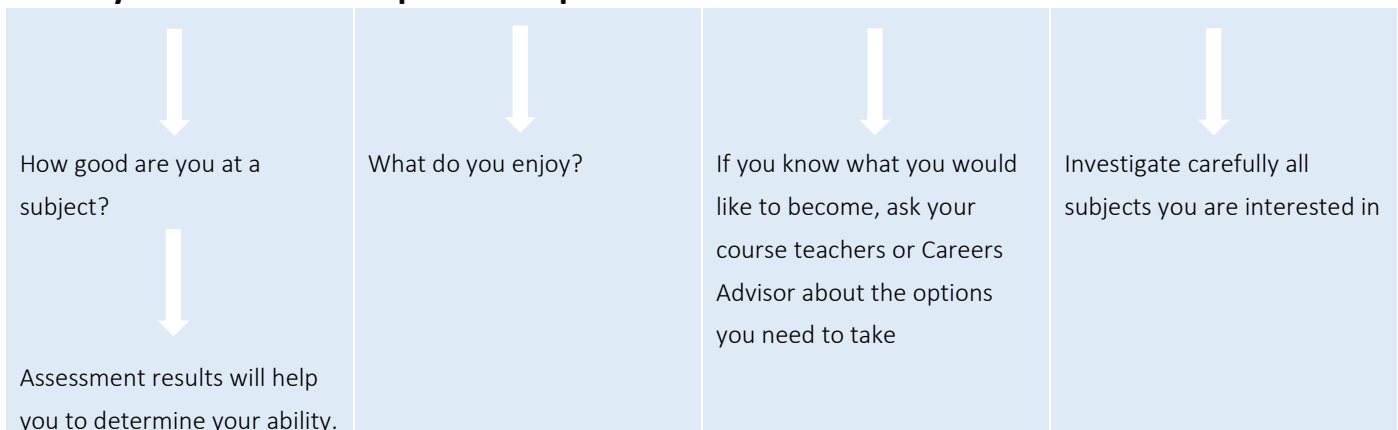 How good are you at a
subject?
Assessment results will help
you to determine your ability.
What do you enjoy?
If you know what you would
like to become, ask your
course teachers or Careers
Advisor about the options
you need to take
Investigate carefully all
subjects you are interested in